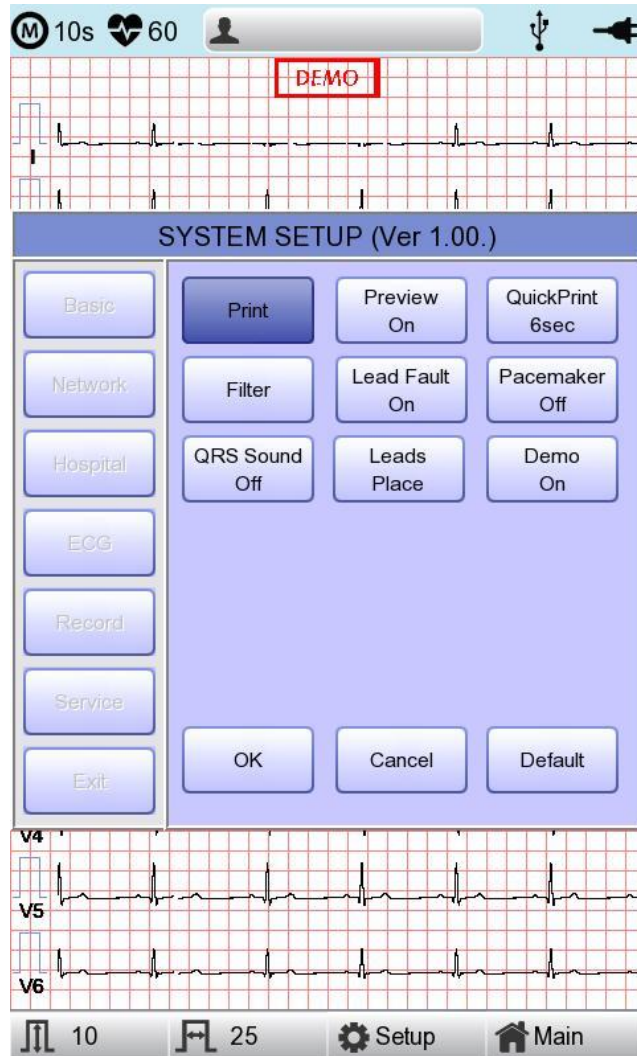 M 10s 60
DEMO
I
SYSTEM SETUP (Ver 1.00.)
Basic
Network
Hospital
ECG
Record
Service
Exit
Print
Preview
On
QuickPrint
6sec
Filter
Lead Fault
On
Pacemaker
Off
QRS Sound
Off
Leads
Place
Demo
On
OK
Cancel
Default
V4
V5
V6
10 25 Setup Main